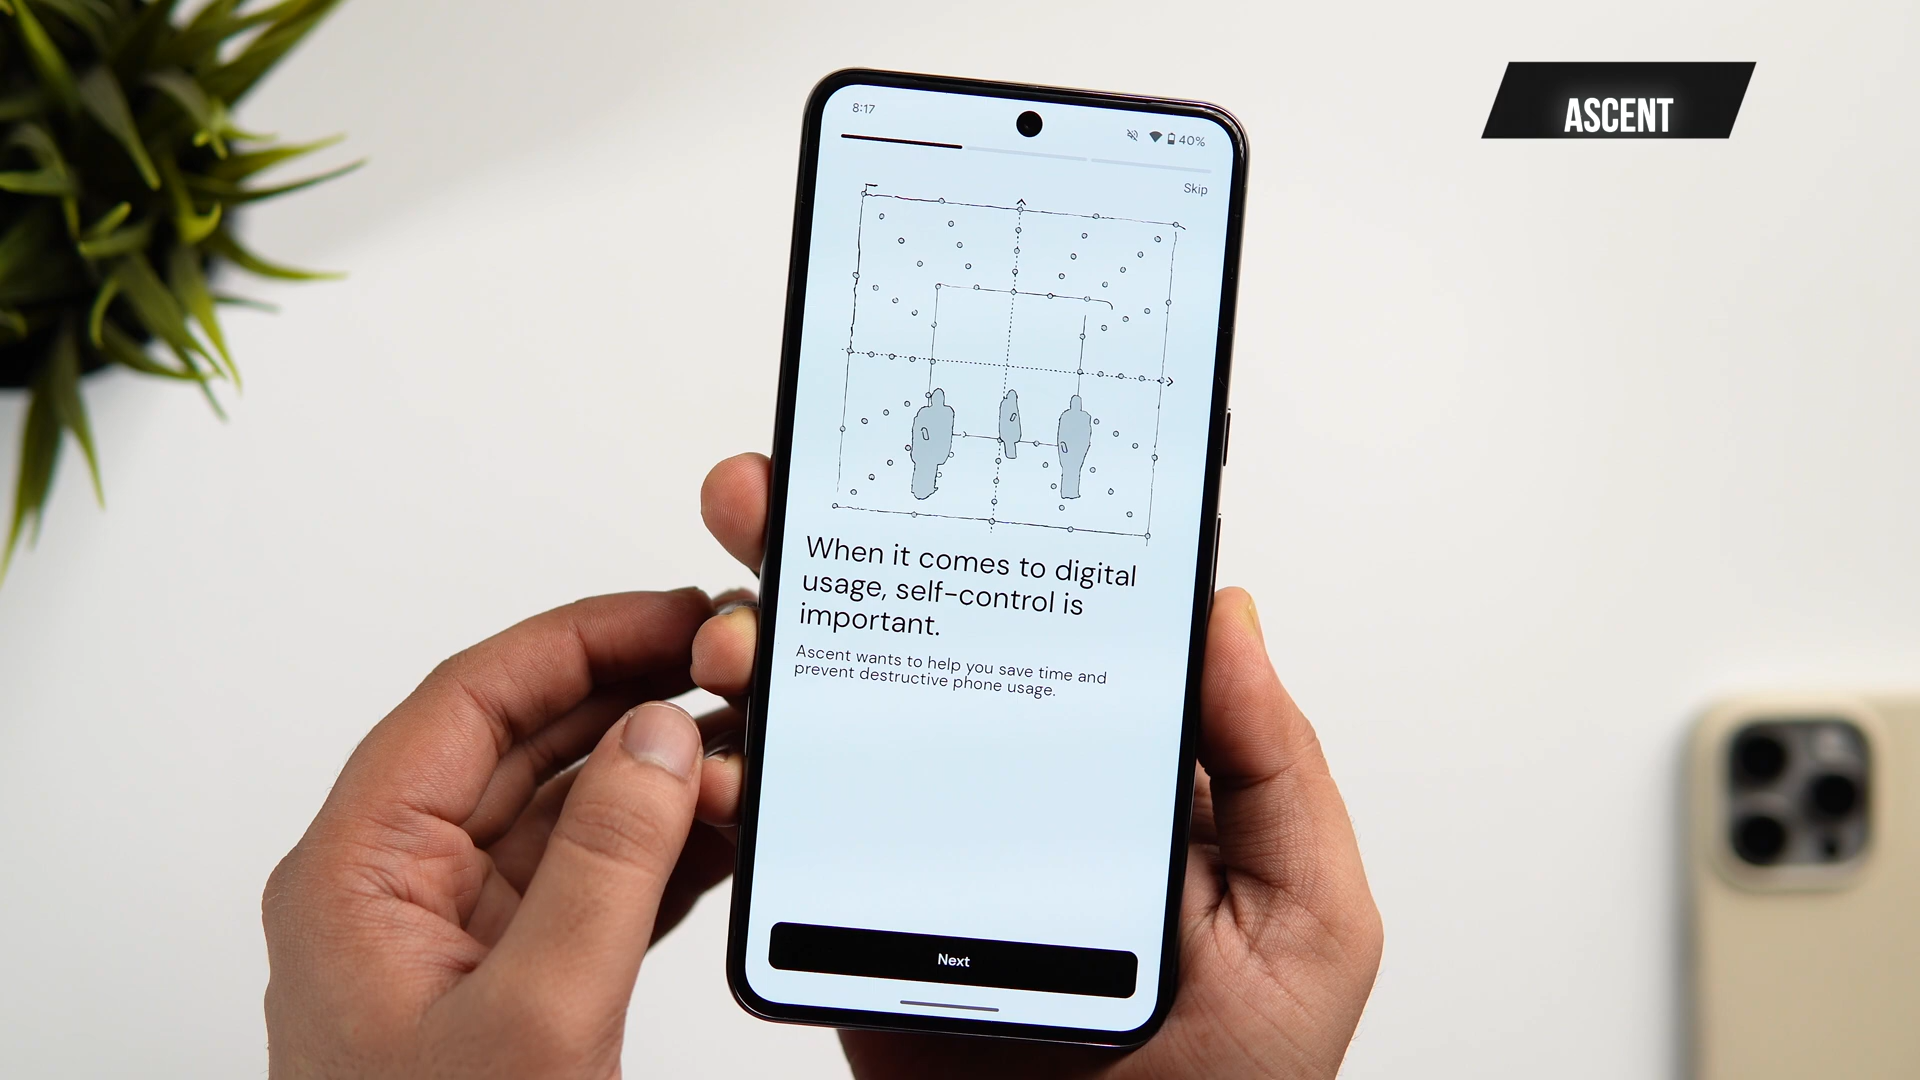 ASCENT
8:17
40%
Skip
When it comes to digital
usage, self-control is
important.
Ascent wants to help you save time and
prevent destructive phone usage.
Next